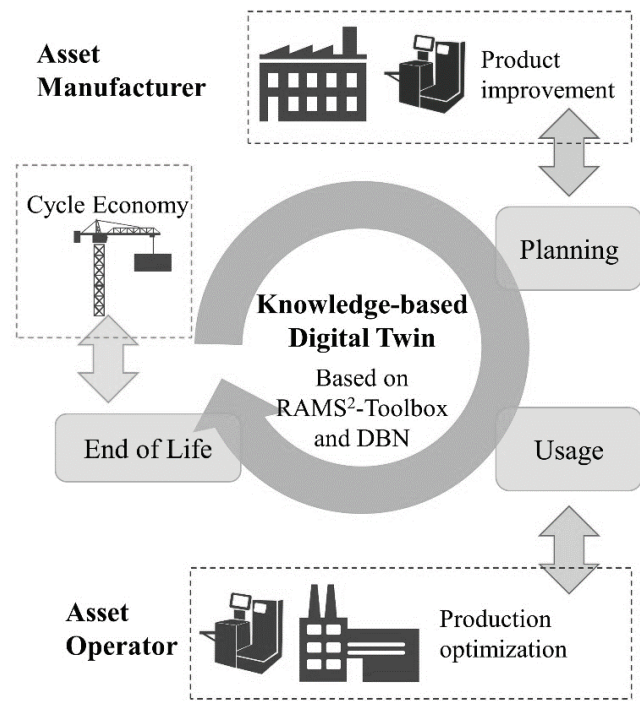 Asset
Manufacturer
Product
improvement
Cycle Economy
Planning
Knowledge-based
Digital Twin
Based on
RAMS²-Toolbox
and DBN
End of Life
Usage
Asset
Operator
Production
optimization